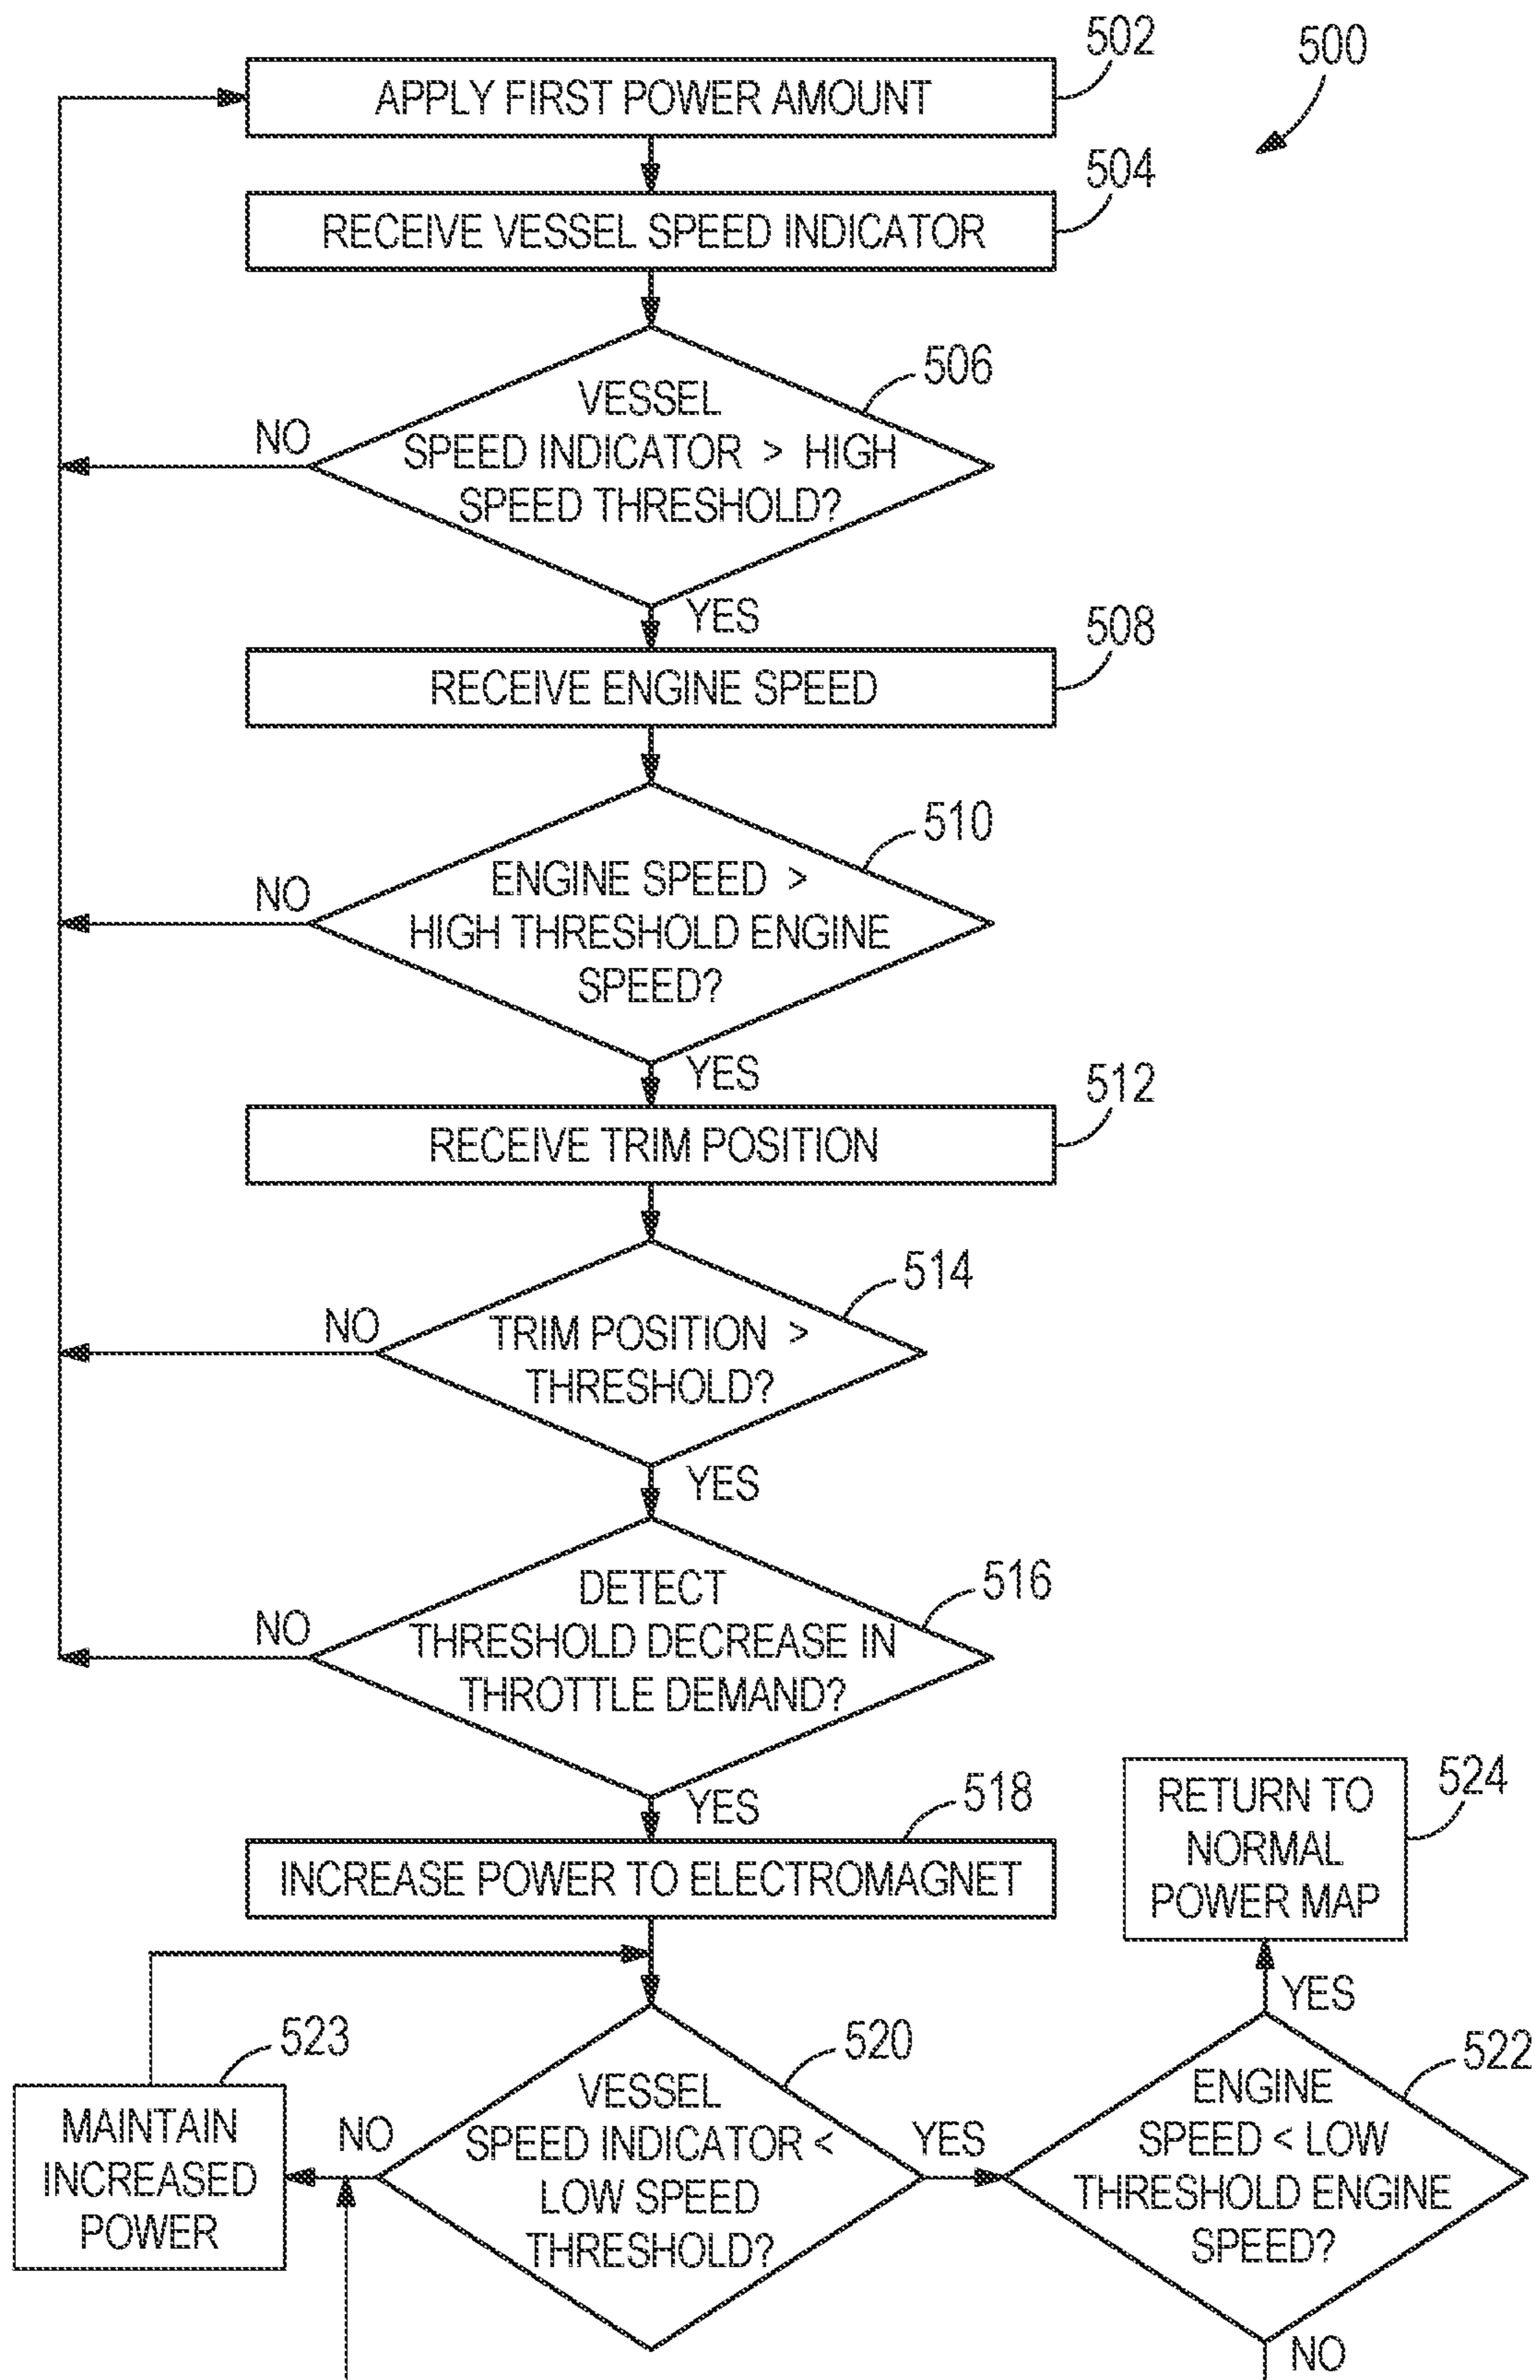 502
500
APPLY FIRST POWER AMOUNT
504
RECEIVE VESSEL SPEED INDICATOR
506
VESSEL
SPEED INDICATOR > HIGH
SPEED THRESHOLD?
NO
YES
508
RECEIVE ENGINE SPEED
510
ENGINE SPEED >
HIGH THRESHOLD ENGINE
SPEED?
NO
YES
512
RECEIVE TRIM POSITION
514
TRIM POSITION >
THRESHOLD?
NO
YES
516
DETECT
THRESHOLD DECREASE IN
THROTTLE DEMAND?
NO
YES
518
INCREASE POWER TO ELECTROMAGNET
524
RETURN TO
NORMAL
POWER MAP
YES
523
MAINTAIN
INCREASED
POWER
NO
520
VESSEL
SPEED INDICATOR <
LOW SPEED
THRESHOLD?
YES
522
ENGINE
SPEED < LOW
THRESHOLD ENGINE
SPEED?
NO